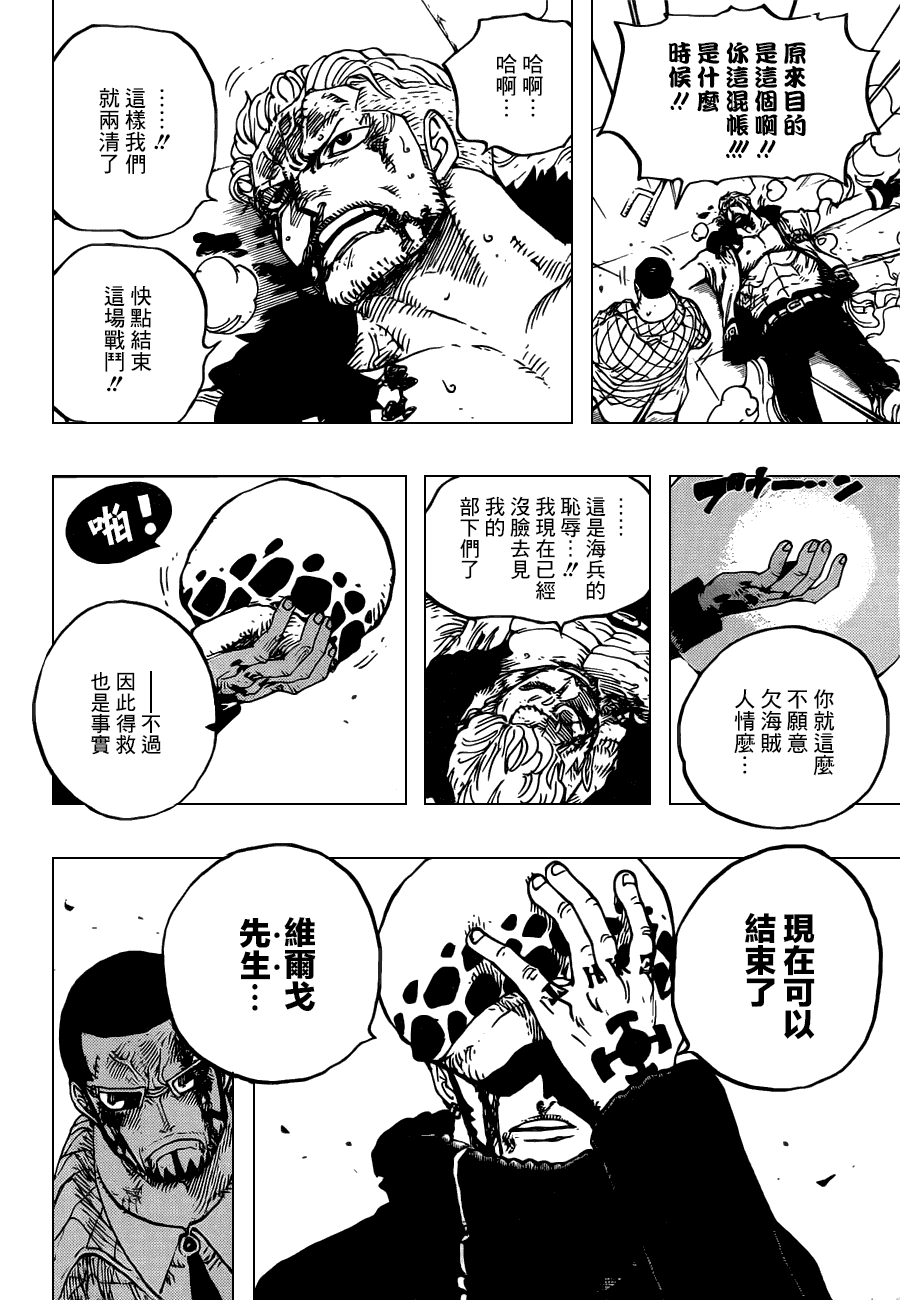 原來目的
是這個啊!!
你這混帳!!!
是什麼
時候!!
哈啊…
哈啊…
…!!
這樣我們
就兩清了
快點結束
這場戰鬥!!
ブゥーー…ン
你就這麼
不願意
欠海賊
人情麼…
……
這是海兵的
恥辱…!!
我現在已經
沒臉去見
我的
部下們了
啪!
——不過
因此得救
也是事實
現在可以
結束了
維爾戈
先生…